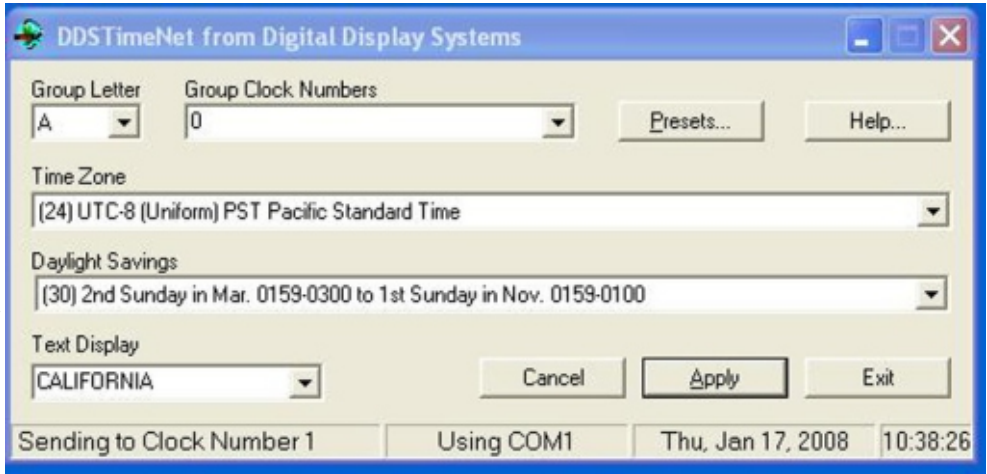 DDSTimeNet from Digital Display Systems
Group Letter Group Clock Numbers
A 0 Presets... Help...
Time Zone
(24) UTC-8 (Uniform) PST Pacific Standard Time
Daylight Savings
(30) 2nd Sunday in Mar. 0159-0300 to 1st Sunday in Nov. 0159-0100
Text Display
CALIFORNIA Cancel Apply Exit
Sending to Clock Number 1 Using COM1 Thu, Jan 17, 2008 10:38:26